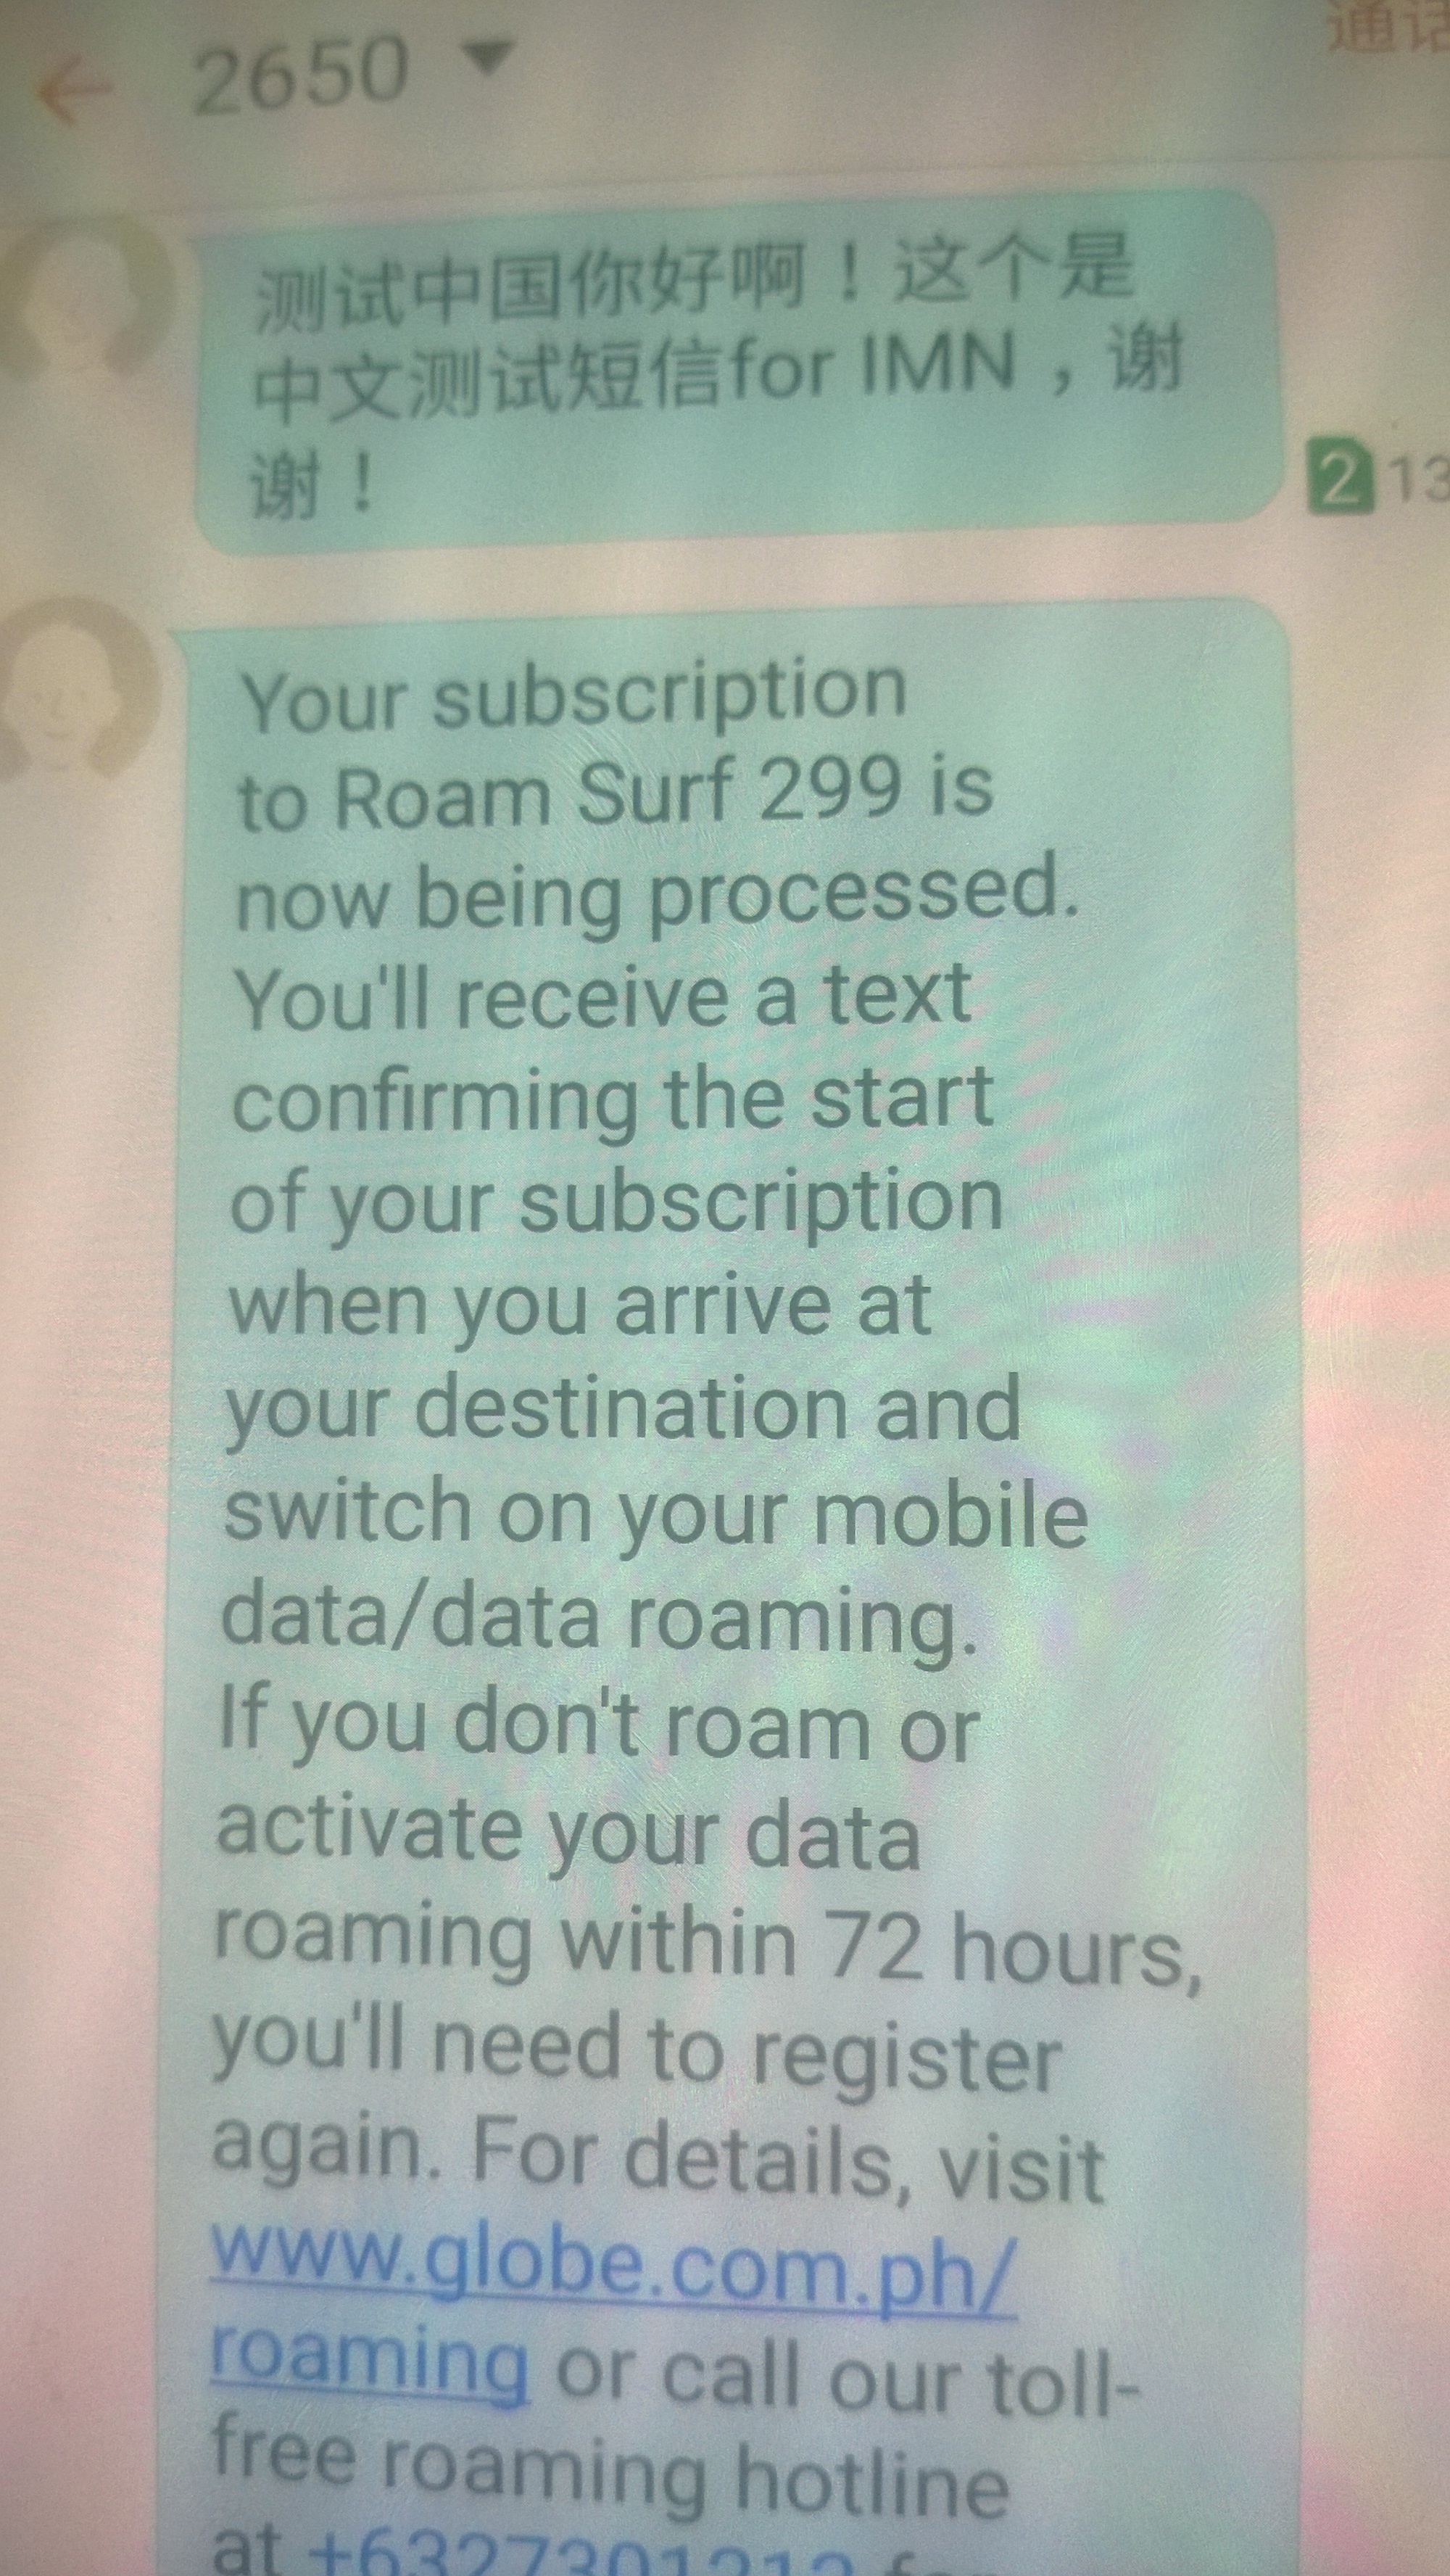 2650
通话
测试中国你好啊！这个是
中文测试短信for IMN，谢
谢！
2 13
Your subscription
to Roam Surf 299 is
now being processed.
You'll receive a text
confirming the start
of your subscription
when you arrive at
your destination and
switch on your mobile
data/data roaming.
If you don't roam or
activate your data
roaming within 72 hours,
you'll need to register
again. For details, visit
www.globe.com.ph/
roaming or call our toll-
free roaming hotline
at +6327301212 for